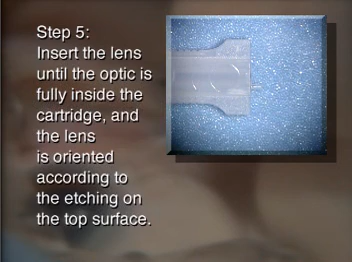 Step 5:
Insert the lens
until the optic is
fully inside the
cartridge, and
the lens
is oriented
according to
the etching on
the top surface.